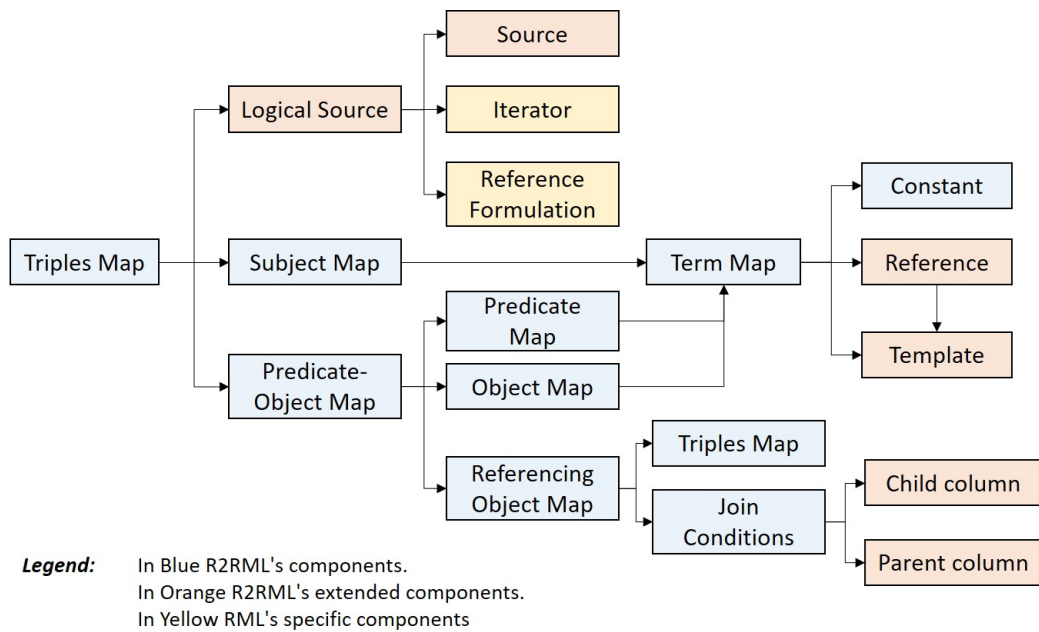 Source
Logical Source
Iterator
Reference
Formulation
Constant
Triples Map
Subject Map
Term Map
Reference
Predicate
Map
Template
Predicate-
Object Map
Object Map
Triples Map
Referencing
Object Map
Child column
Join
Conditions
Parent column
Legend:
In Blue R2RML's components.
In Orange R2RML's extended components.
In Yellow RML's specific components